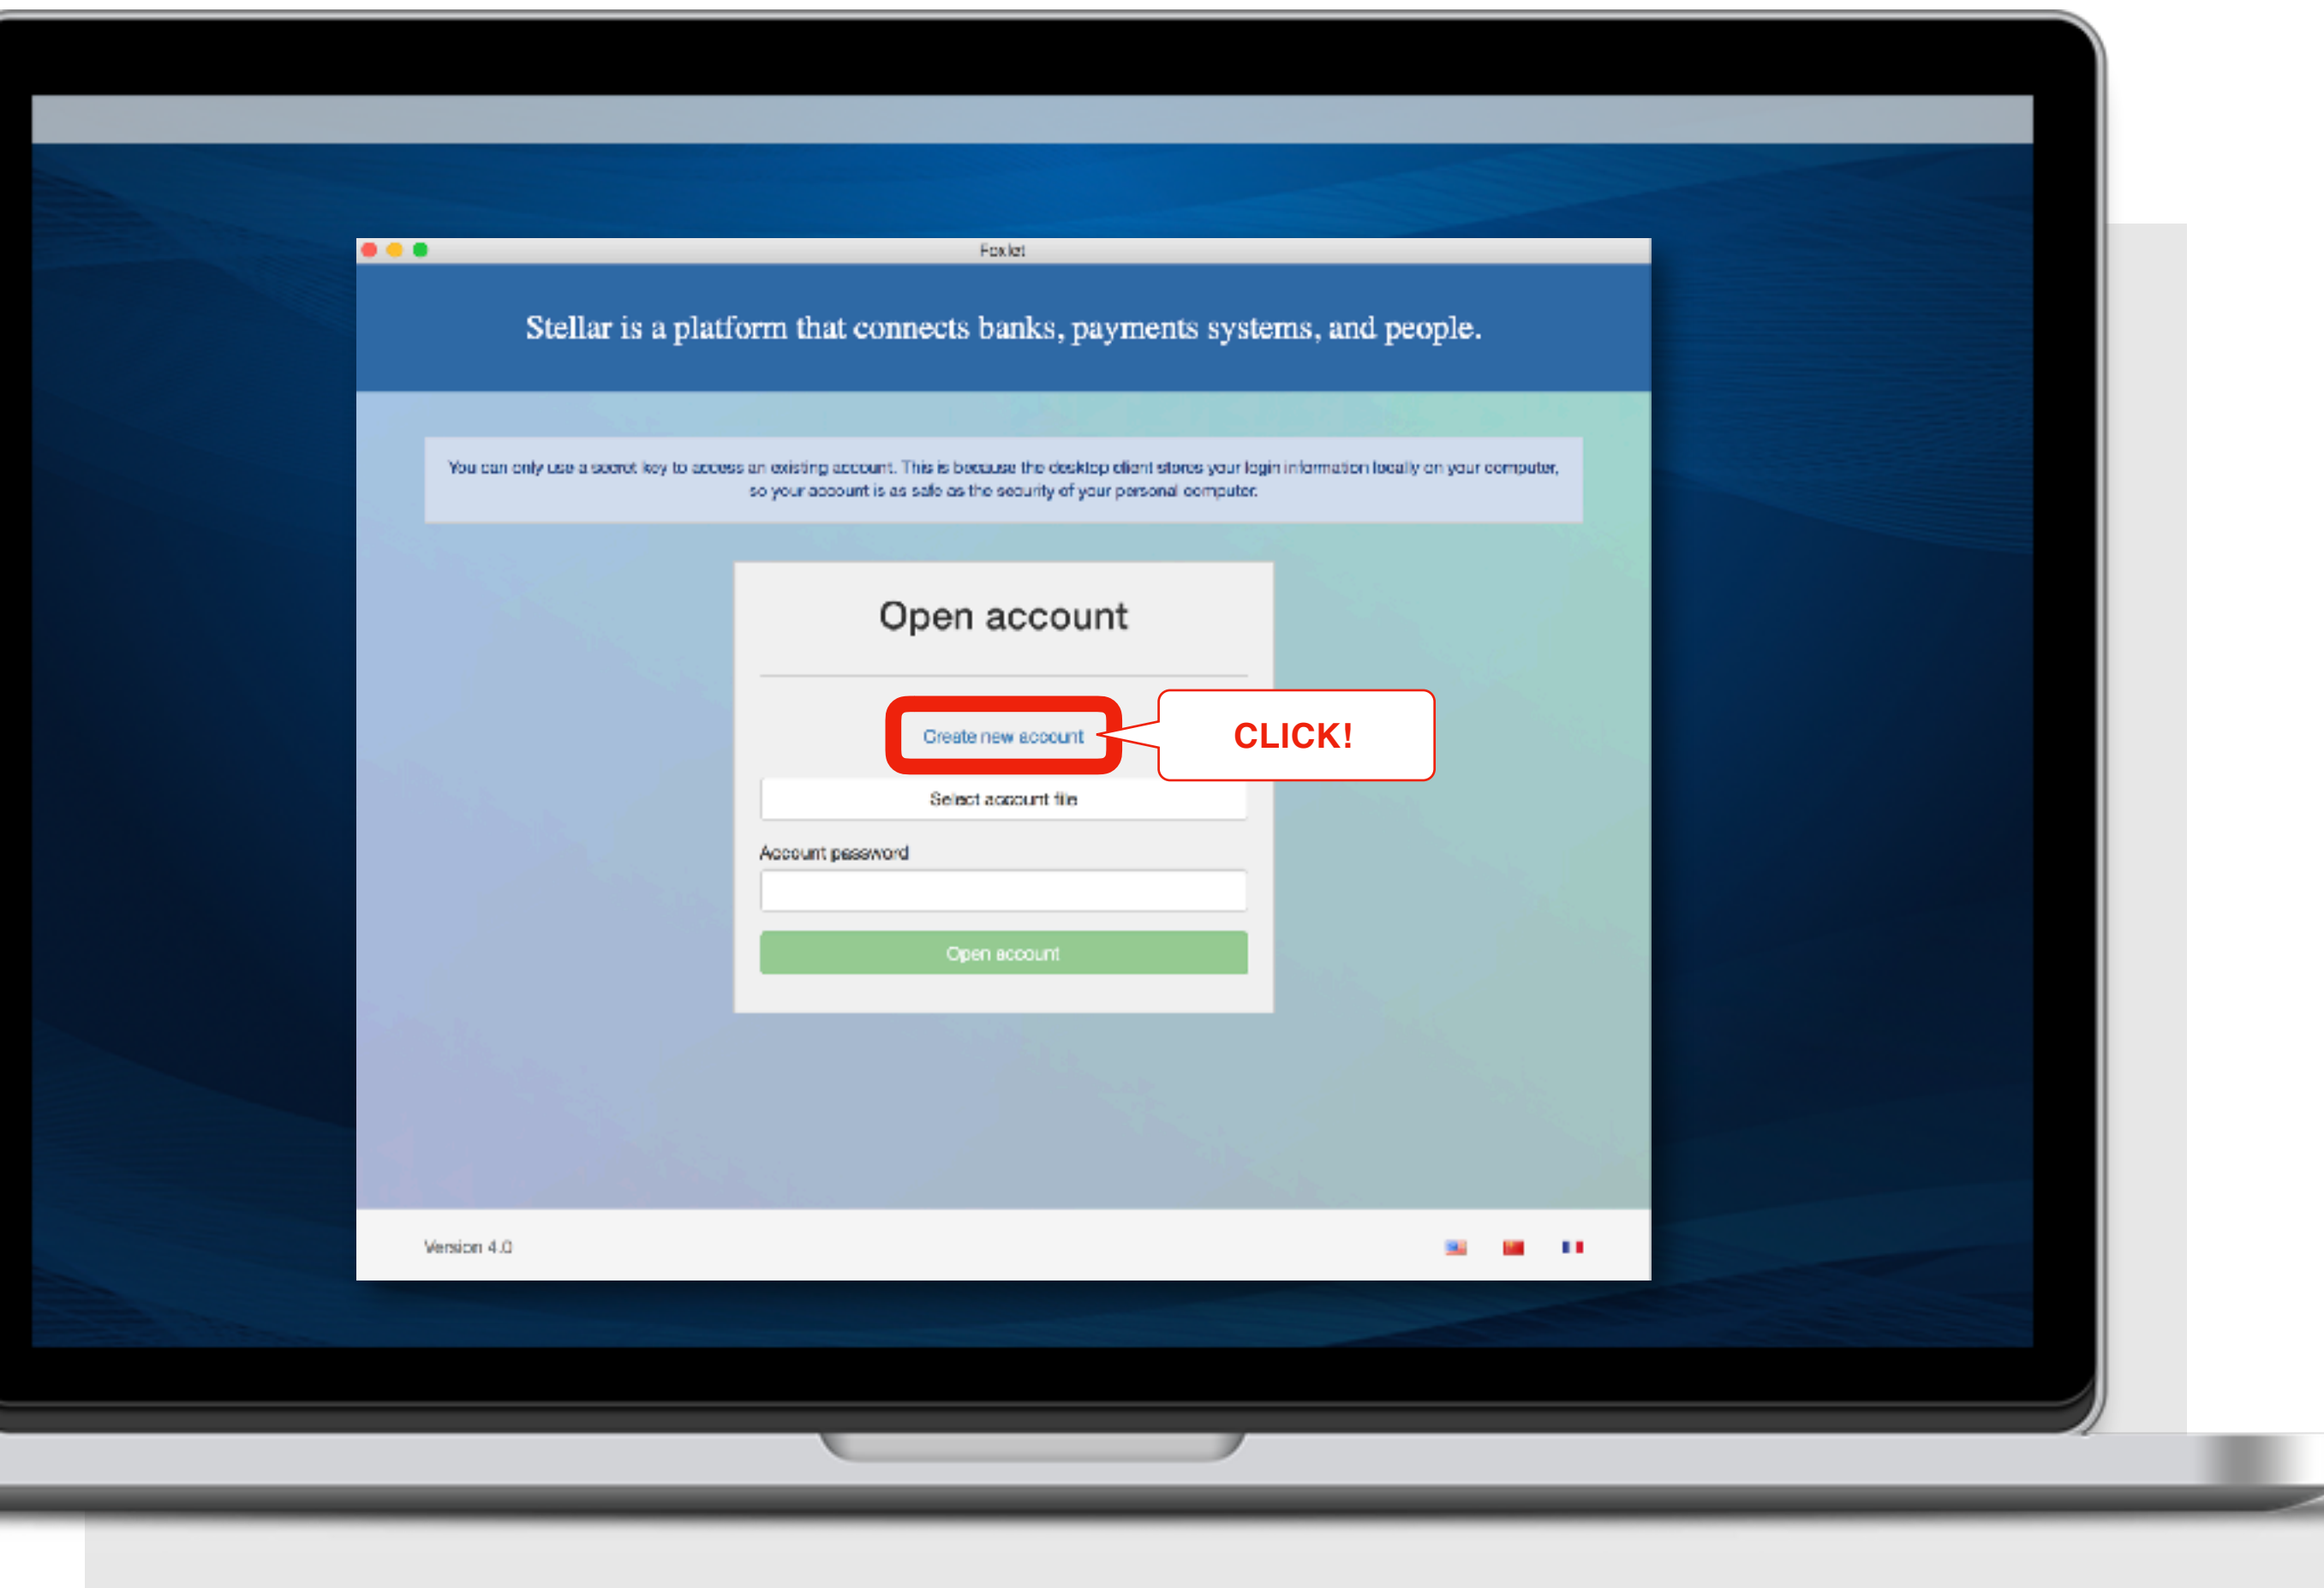 Foxlet
Stellar is a platform that connects banks, payments systems, and people.
You can only use a secret key to access an existing account. This is because the desktop client stores your login information locally on your computer,
so your account is as safe as the security of your personal computer.
Open account
Create new account
CLICK!
Select account file
Account password
Open account
Version 4.0